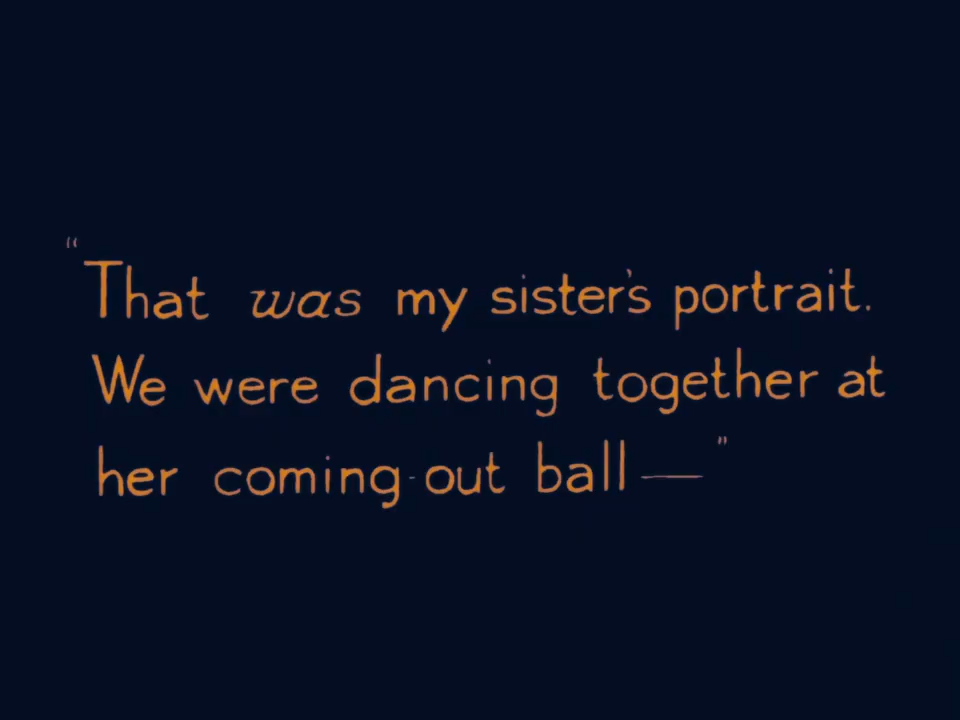 "That was my sister's portrait.
We were dancing together at
her coming-out ball—"